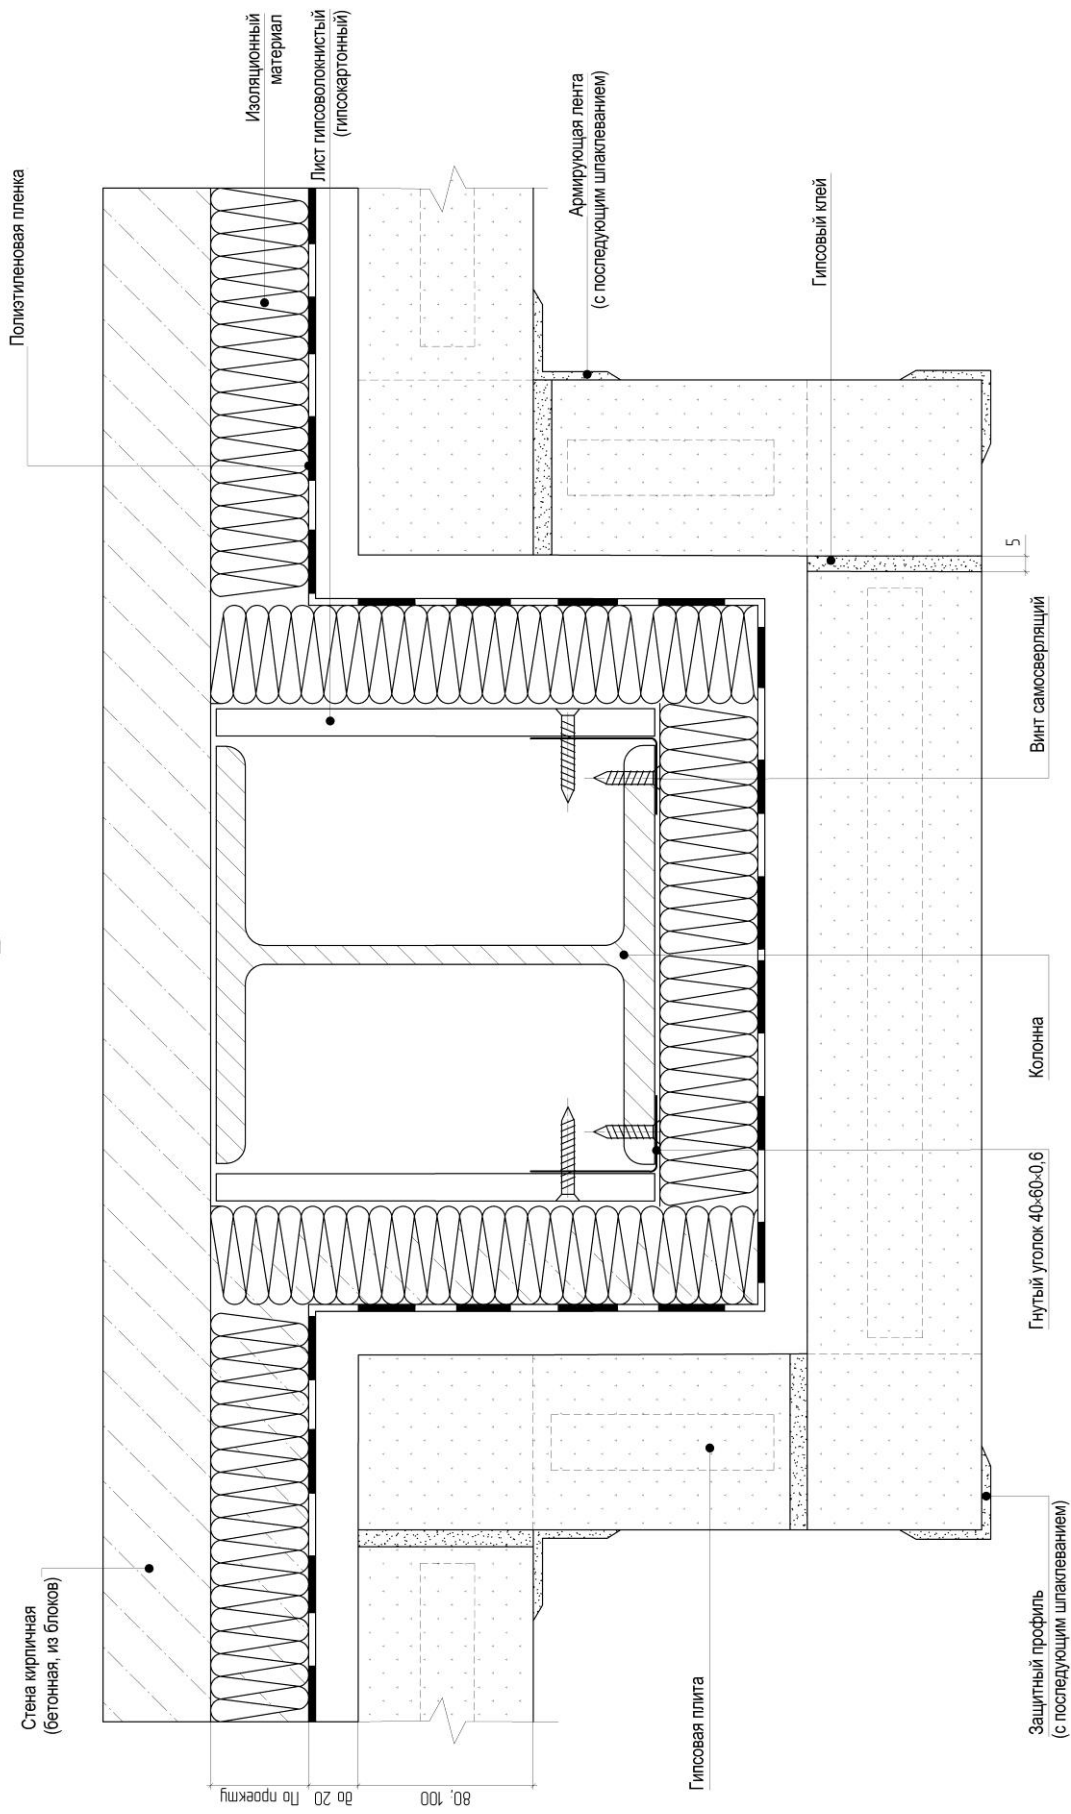 Стена кирпичная
(бетонная, из блоков)
Полиэтиленовая пленка
Изоляционный
материал
Лист гипсоволокнистый
(гипсокартонный)
Армирующая лента
(с последующим шпаклеванием)
Гипсовый клей
5
Винт самосверлящий
Колонна
Гнутый уголок 40×60×0,6
Гипсовая плита
Защитный профиль
(с последующим шпаклеванием)
По проекту
до 20
80; 100